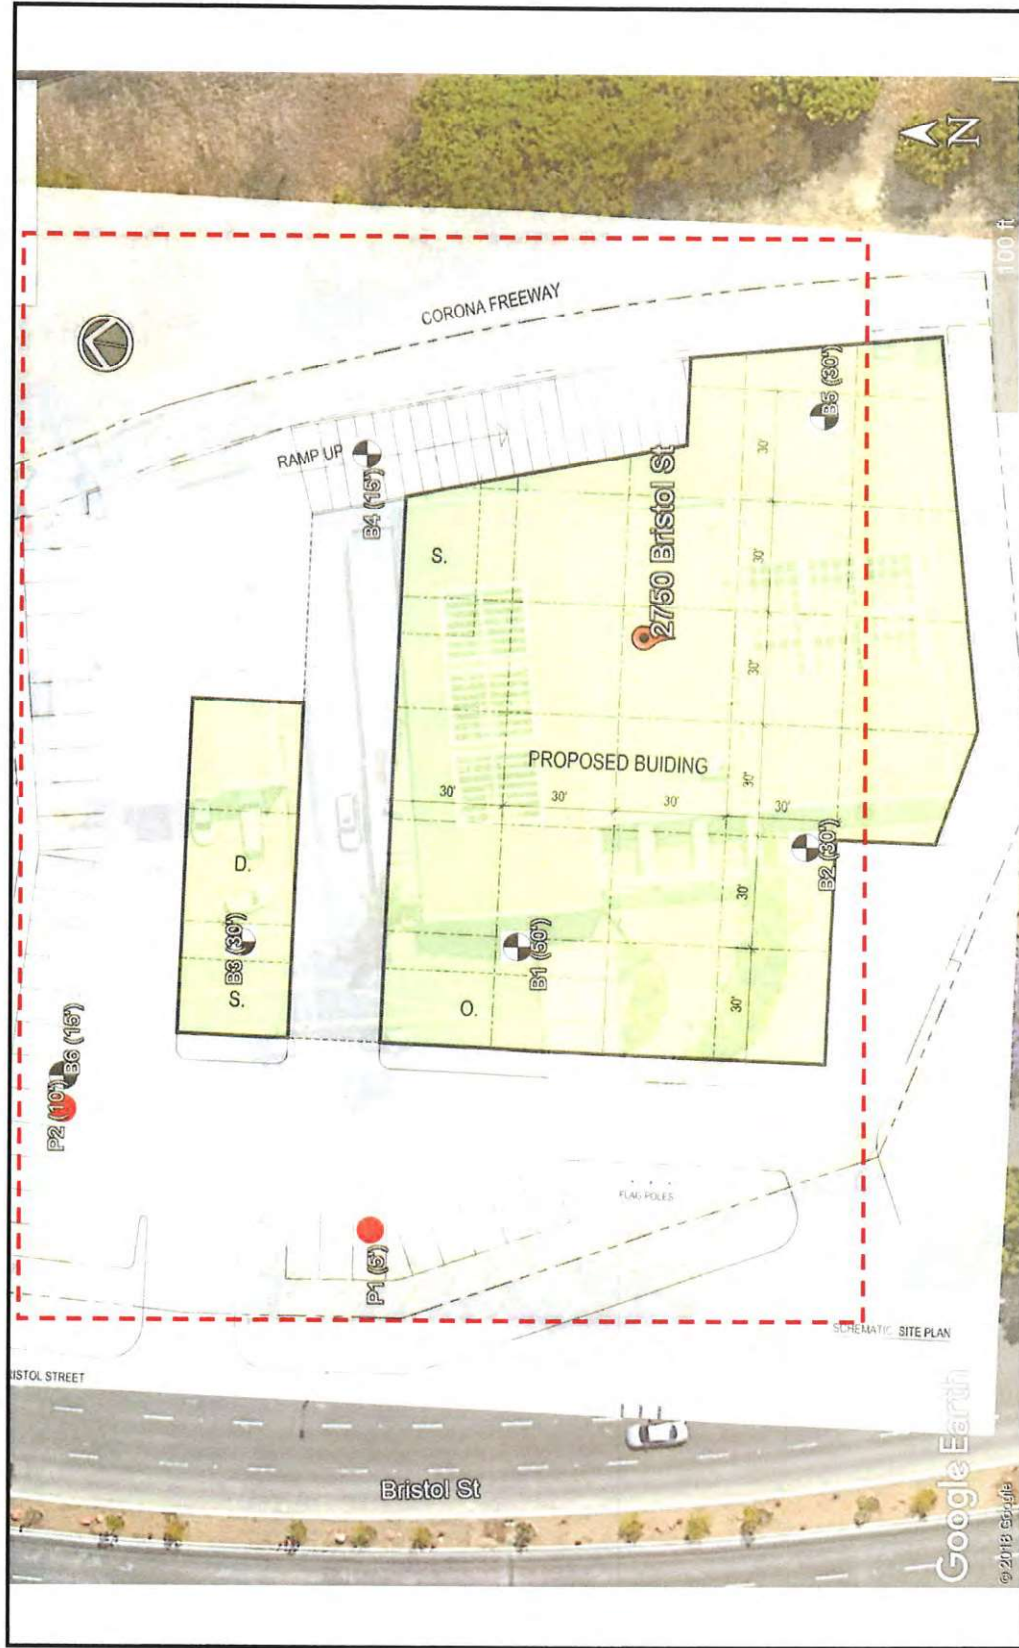 N
100 ft
CORONA FREEWAY
RAMP UP
B4 (15')
B5 (30')
S.
2750 Bristol St
30'
30'
30'
PROPOSED BUIDING
30'
30'
30'
30'
30'
D.
B3 (30')
S.
B2 (30')
30'
B1 (50')
O.
30'
B6 (15')
P2 (10')
FLAG POLES
P1 (5')
SCHEMATIC SITE PLAN
ISTOL STREET
Bristol St
Google Earth
© 2018 Google